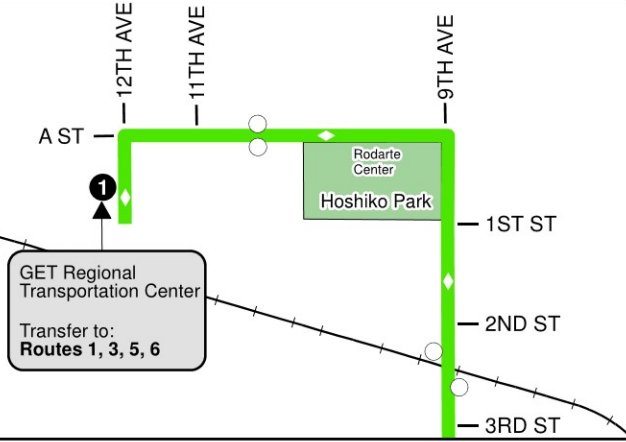 12TH AVE
11TH AVE
9TH AVE
A ST
Rodarte
Center
Hoshiko Park
1
1ST ST
GET Regional
Transportation Center
Transfer to:
Routes 1, 3, 5, 6
2ND ST
3RD ST